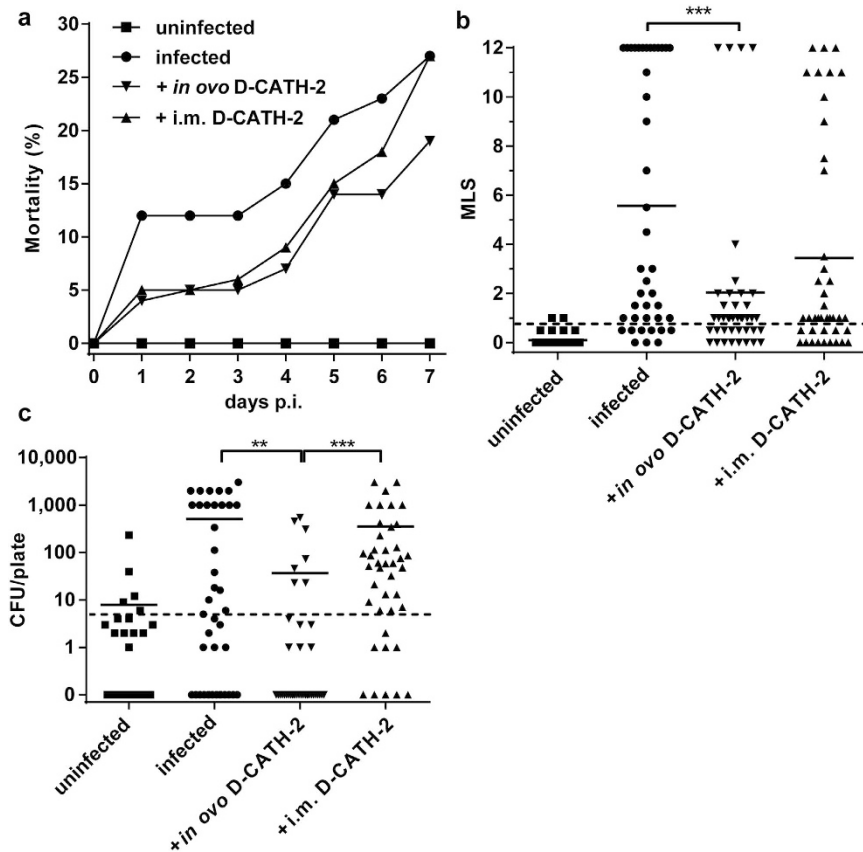 a
uninfected
infected
+ in ovo D-CATH-2
+ i.m. D-CATH-2
30
25
20
15
10
5
0
Mortality (%)
0 1 2 3 4 5 6 7
days p.i.
b
***
12
10
8
6
4
2
0
MLS
uninfected
infected
+in ovo D-CATH-2
+i.m. D-CATH-2
c
** ***
10,000
1,000
100
10
1
0
CFU/plate
uninfected
infected
+in ovo D-CATH-2
+i.m. D-CATH-2